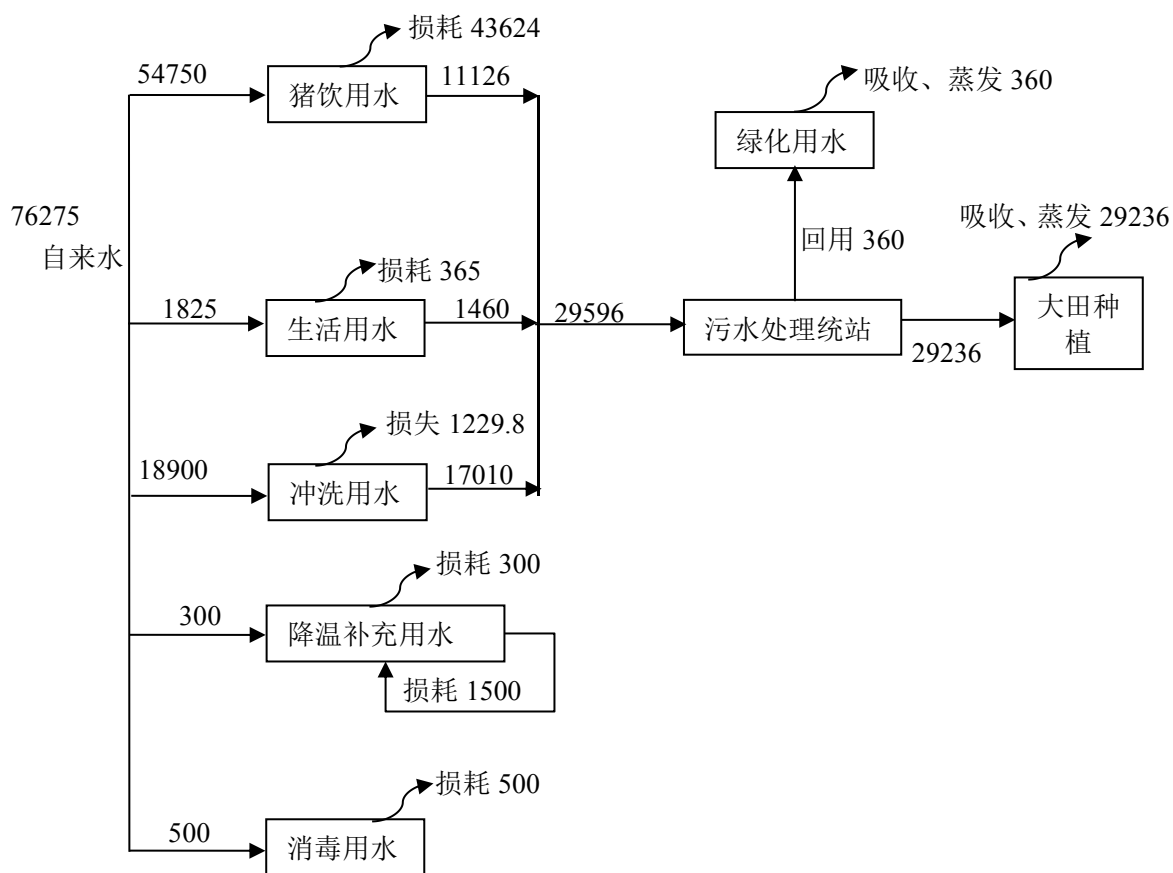 损耗 43624
54750
猪饮用水
11126
吸收、蒸发 360
绿化用水
76275
自来水
吸收、蒸发 29236
回用 360
损耗 365
1825
生活用水
1460
29596
污水处理统站
29236
大田种
植
损失 1229.8
18900
冲洗用水
17010
损耗 300
300
降温补充用水
损耗 1500
损耗 500
500
消毒用水